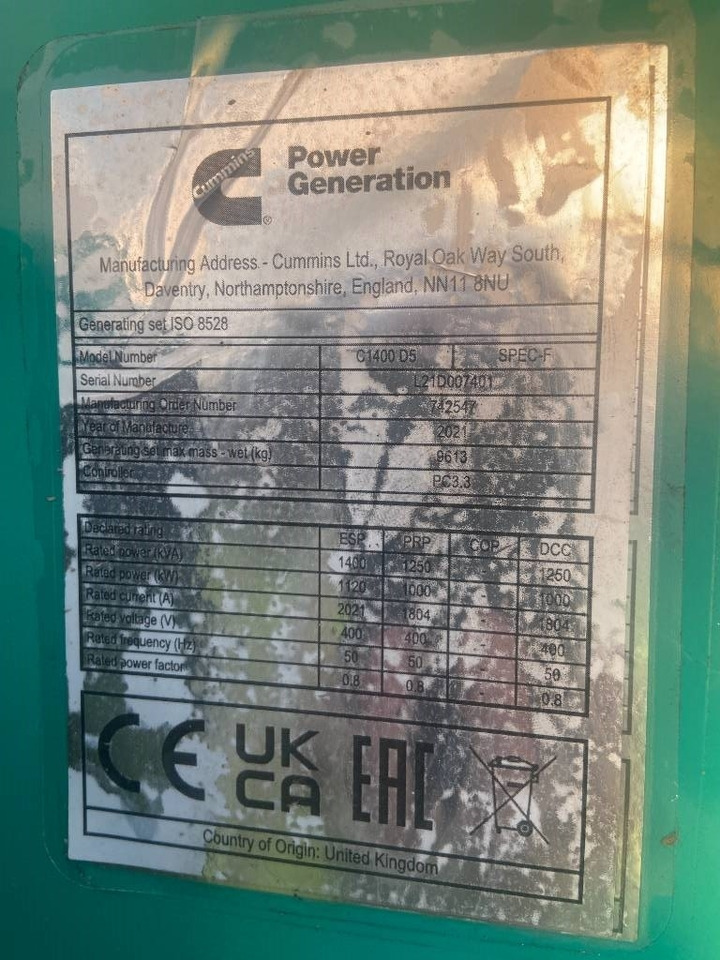 Cummins
®
Power
Generation
Manufacturing Address - Cummins Ltd., Royal Oak Way South,
Daventry, Northamptonshire, England, NN11 8NU
Generating set ISO 8528
Model Number C1400 D5 SPEC-F
Serial Number L21D007401
Manufacturing Order Number 742547
Year of Manufacture 2021
Generating set max mass - wet (kg) 9613
Controller PC3.3
Declared rating ESP PRP COP DCC
Rated power (kVA) 1400 1250 - 1250
Rated power (kW) 1120 1000 - 1000
Rated current (A) 2021 1804 - 1804
Rated voltage (V) 400 400 - 400
Rated frequency (Hz) 50 50 - 50
Rated power factor 0.8 0.8 - 0.8
CE UK
CA EAC
Country of Origin: United Kingdom